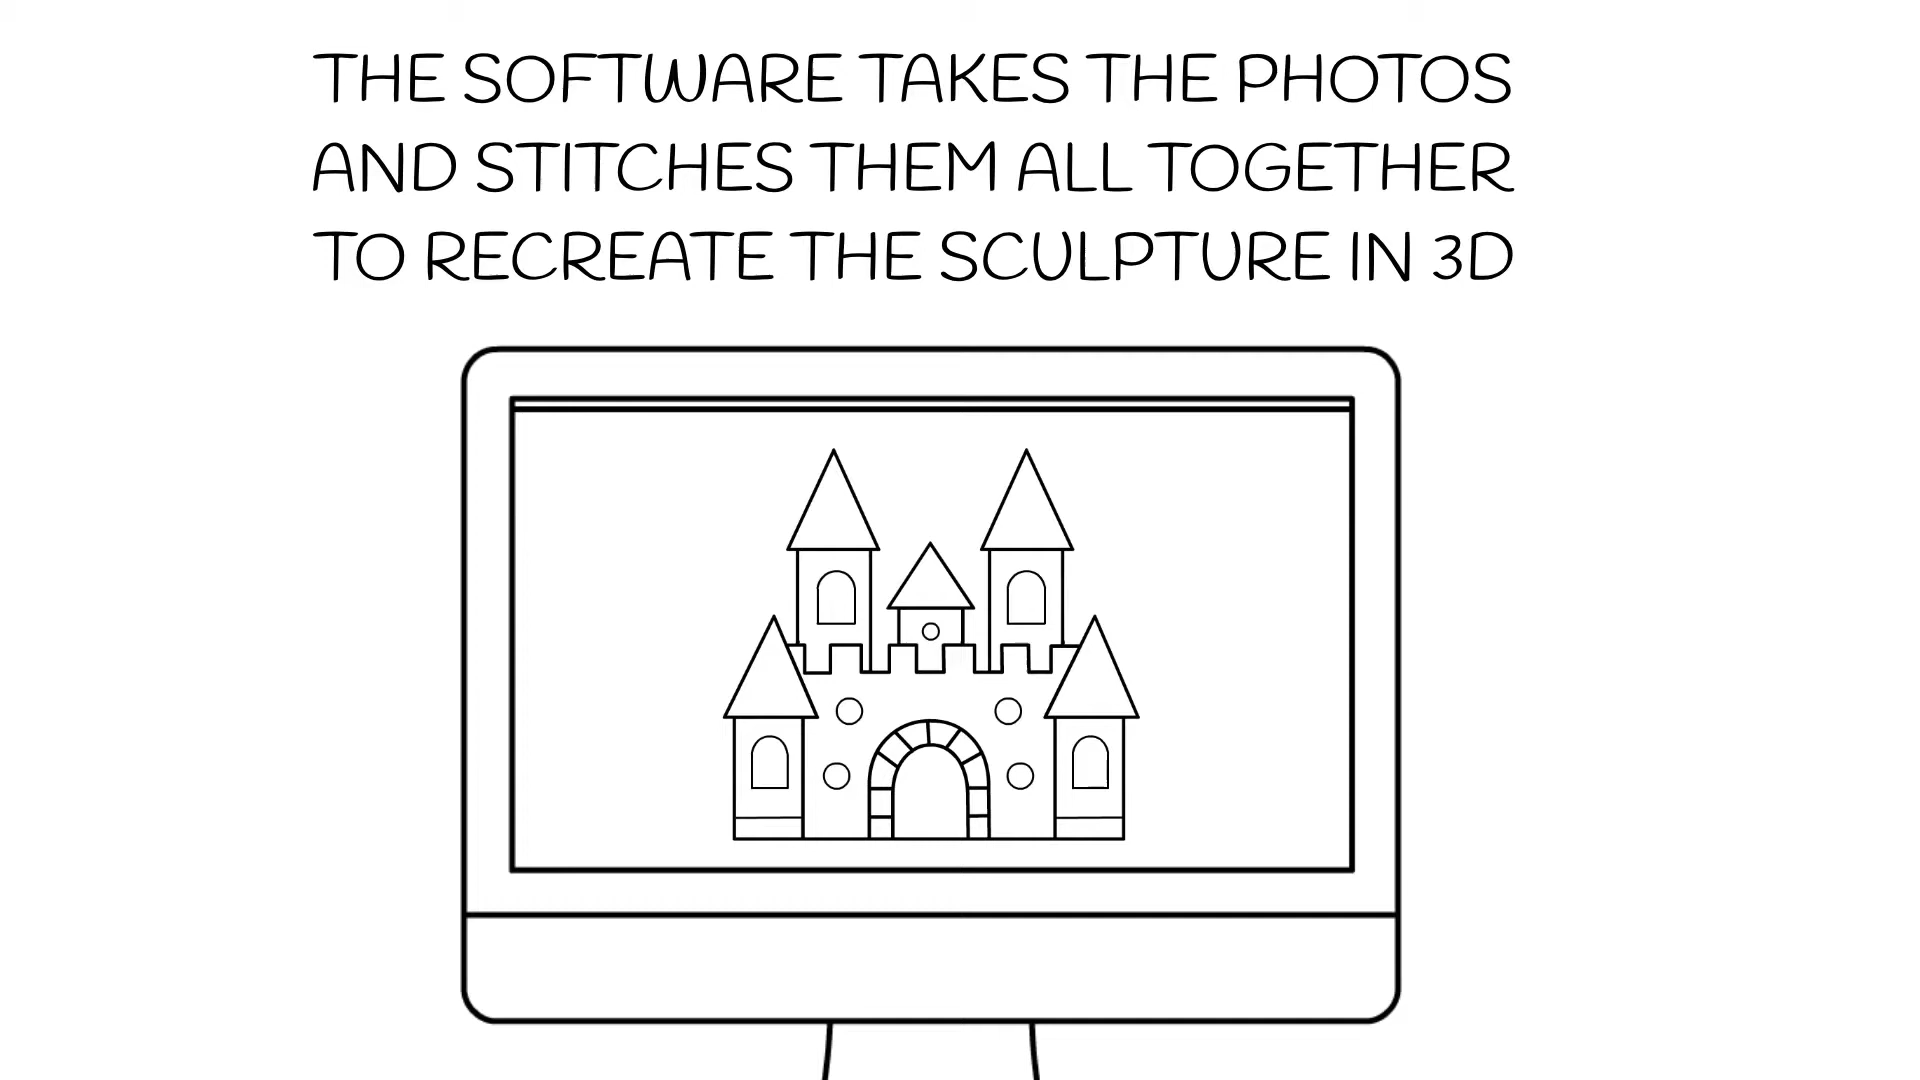 THE SOFTWARE TAKES THE PHOTOS
AND STITCHES THEM ALL TOGETHER
TO RECREATE THE SCULPTURE IN 3D